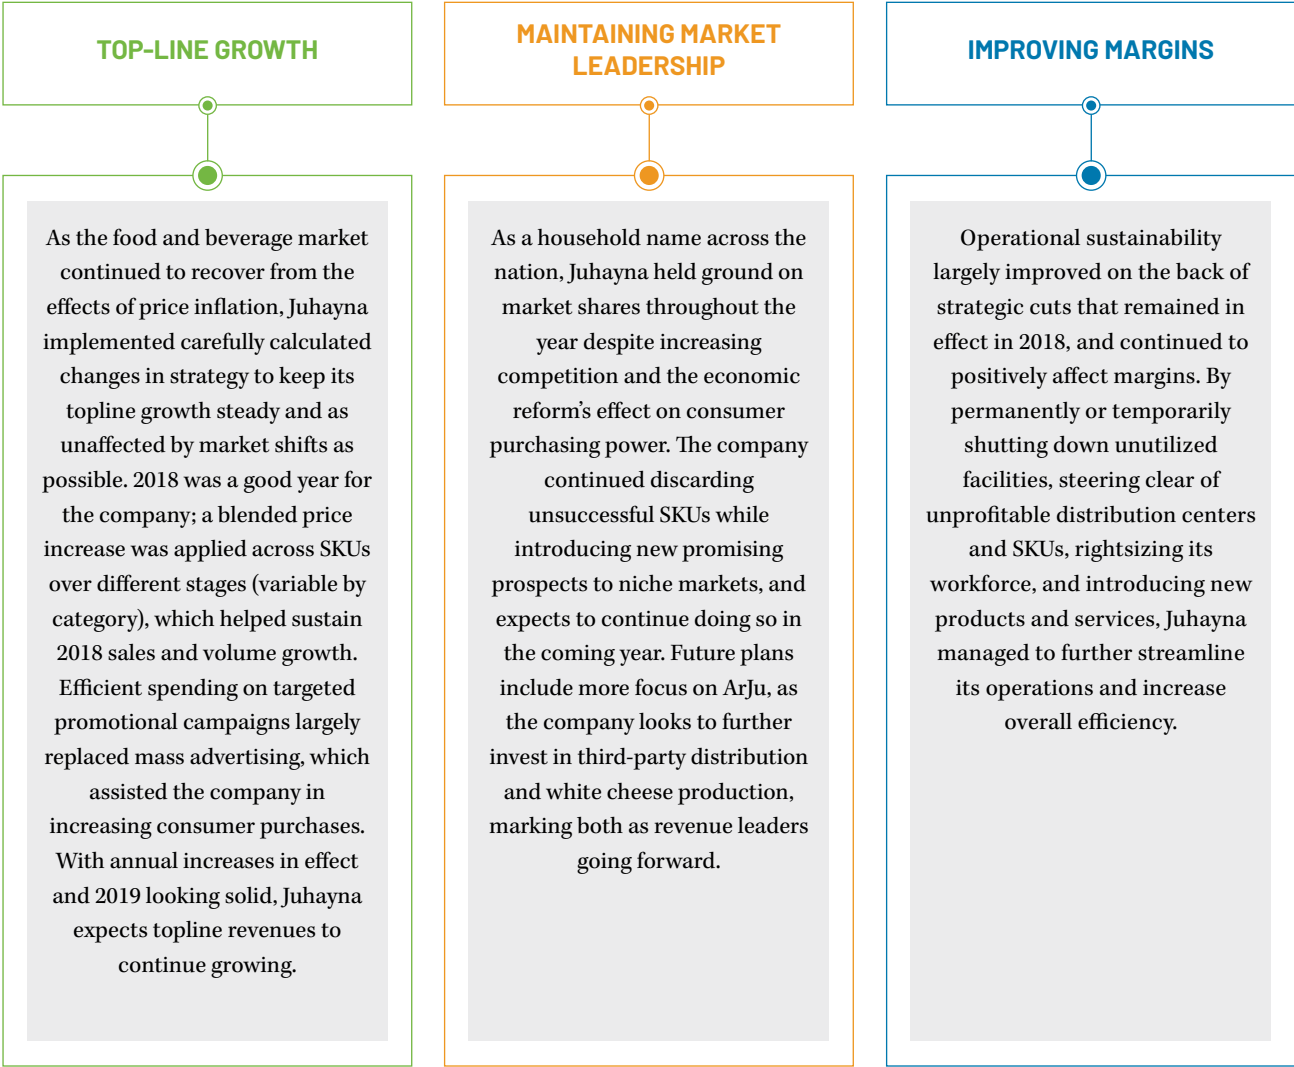 TOP-LINE GROWTH
As the food and beverage market
continued to recover from the
effects of price inflation, Juhayna
implemented carefully calculated
changes in strategy to keep its
topline growth steady and as
unaffected by market shifts as
possible. 2018 was a good year for
the company; a blended price
increase was applied across SKUs
over different stages (variable by
category), which helped sustain
2018 sales and volume growth.
Efficient spending on targeted
promotional campaigns largely
replaced mass advertising, which
assisted the company in
increasing consumer purchases.
With annual increases in effect
and 2019 looking solid, Juhayna
expects topline revenues to
continue growing.
MAINTAINING MARKET
LEADERSHIP
As a household name across the
nation, Juhayna held ground on
market shares throughout the
year despite increasing
competition and the economic
reform’s effect on consumer
purchasing power. The company
continued discarding
unsuccessful SKUs while
introducing new promising
prospects to niche markets, and
expects to continue doing so in
the coming year. Future plans
include more focus on ArJu, as
the company looks to further
invest in third-party distribution
and white cheese production,
marking both as revenue leaders
going forward.
IMPROVING MARGINS
Operational sustainability
largely improved on the back of
strategic cuts that remained in
effect in 2018, and continued to
positively affect margins. By
permanently or temporarily
shutting down unutilized
facilities, steering clear of
unprofitable distribution centers
and SKUs, rightsizing its
workforce, and introducing new
products and services, Juhayna
managed to further streamline
its operations and increase
overall efficiency.